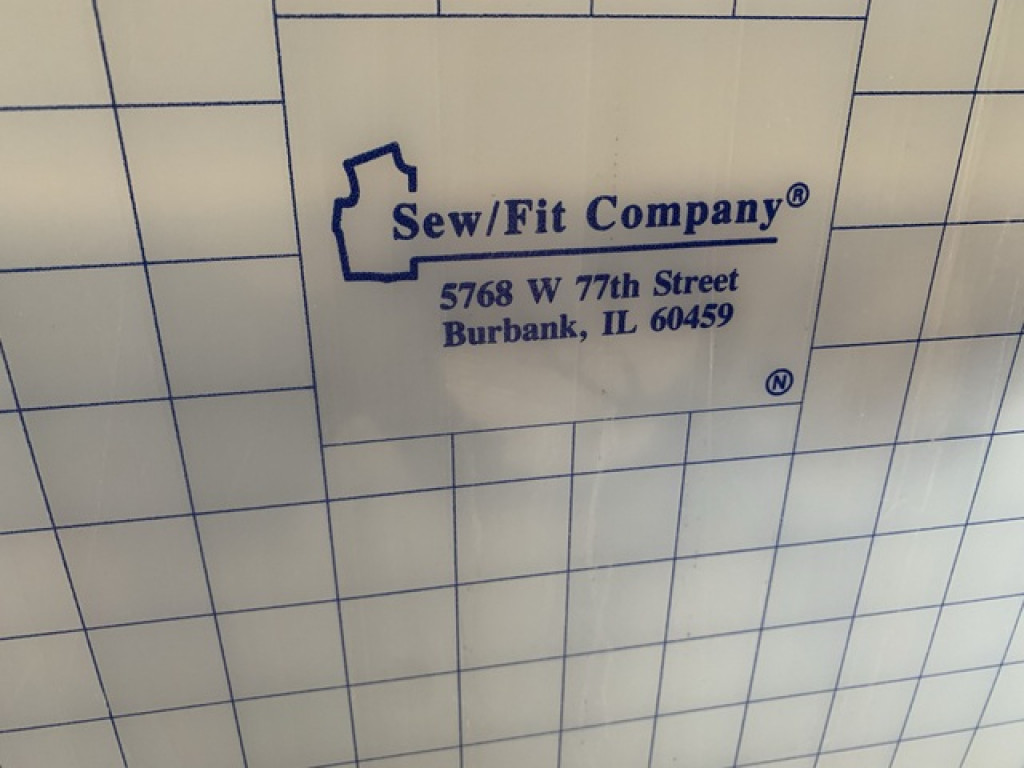 Sew/Fit Company®
5768 W 77th Street
Burbank, IL 60459
Ⓝ